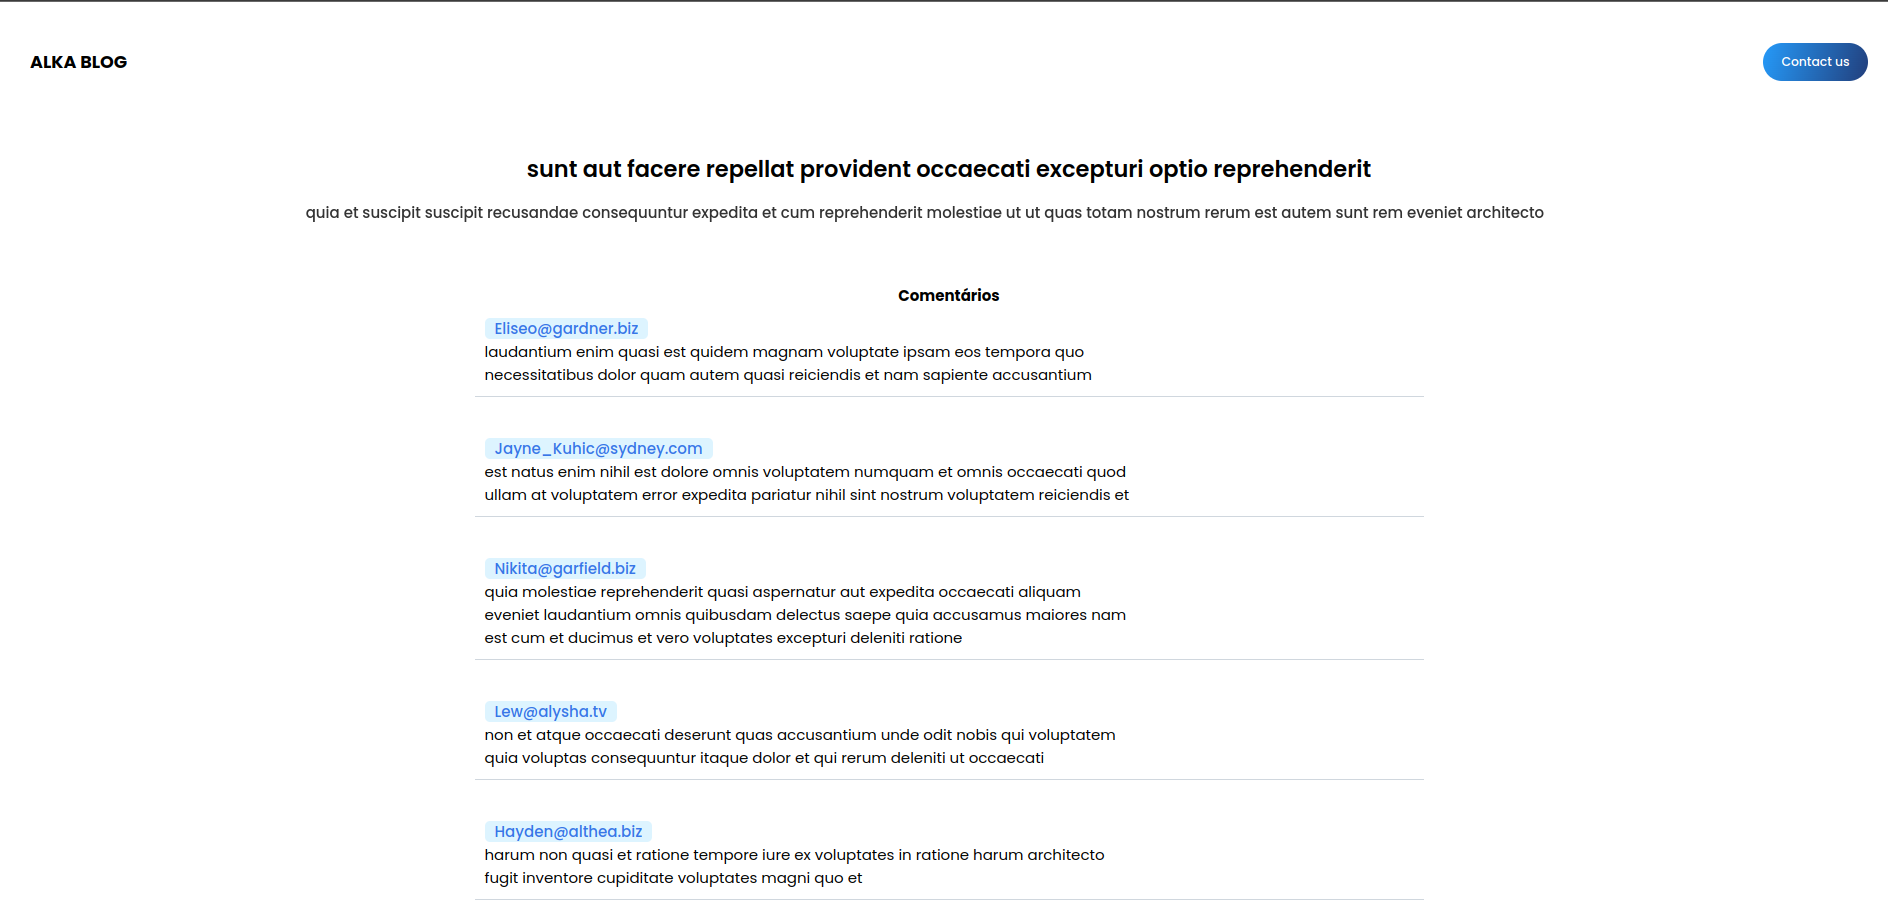 ALKA BLOG
Contact us
sunt aut facere repellat provident occaecati excepturi optio reprehenderit
quia et suscipit suscipit recusandae consequuntur expedita et cum reprehenderit molestiae ut ut quas totam nostrum rerum est autem sunt rem eveniet architecto
Comentários
Eliseo@gardner.biz
laudantium enim quasi est quidem magnam voluptate ipsam eos tempora quo
necessitatibus dolor quam autem quasi reiciendis et nam sapiente accusantium
Jayne_Kuhic@sydney.com
est natus enim nihil est dolore omnis voluptatem numquam et omnis occaecati quod
ullam at voluptatem error expedita pariatur nihil sint nostrum voluptatem reiciendis et
Nikita@garfield.biz
quia molestiae reprehenderit quasi aspernatur aut expedita occaecati aliquam
eveniet laudantium omnis quibusdam delectus saepe quia accusamus maiores nam
est cum et ducimus et vero voluptates excepturi deleniti ratione
Lew@alysha.tv
non et atque occaecati deserunt quas accusantium unde odit nobis qui voluptatem
quia voluptas consequuntur itaque dolor et qui rerum deleniti ut occaecati
Hayden@althea.biz
harum non quasi et ratione tempore iure ex voluptates in ratione harum architecto
fugit inventore cupiditate voluptates magni quo et